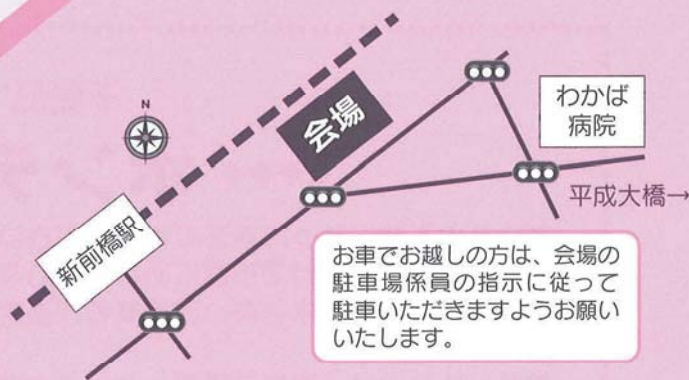 N
会場
わかば
病院
平成大橋→
新前橋駅
お車でお越しの方は、会場の
駐車場係員の指示に従って
駐車いただきますようお願い
いたします。